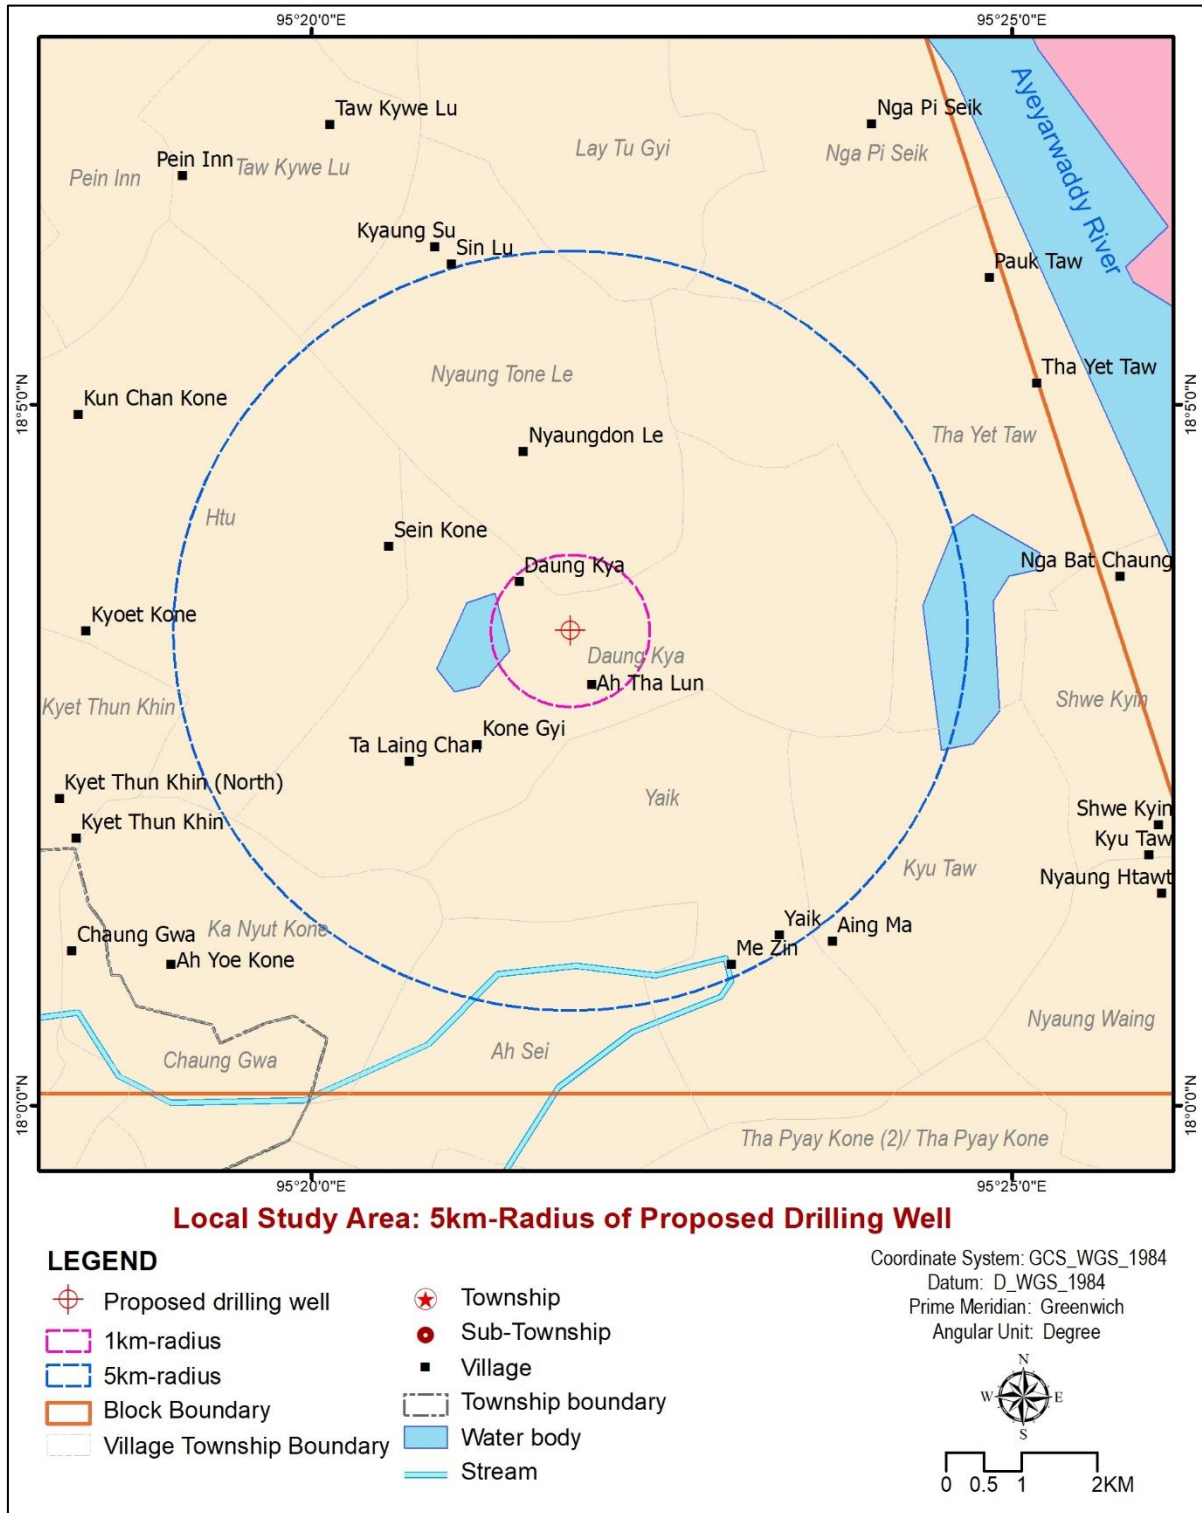 95°20'0"E
95°25'0"E
Taw Kywe Lu
Nga Pi Seik
Ayeyarwaddy River
Lay Tu Gyi
Pein Inn
Nga Pi Seik
Pein Inn
Taw Kywe Lu
Kyaung Su
Sin Lu
Pauk Taw
Tha Yet Taw
Nyaung Tone Le
18°5'0"N
18°5'0"N
Kun Chan Kone
Nyaungdon Le
Tha Yet Taw
Htu
Sein Kone
Nga Bat Chaung
Daung Kya
Kyoet Kone
Daung Kya
Ah Tha Lun
Kyet Thun Khin
Shwe Kyin
Kone Gyi
Ta Laing Chan
Kyet Thun Khin (North)
Yaik
Shwe Kyin
Kyet Thun Khin
Kyu Taw
Kyu Taw
Nyaung Htawt
Ka Nyut Kone
Yaik
Aing Ma
Chaung Gwa
Me Zin
Ah Yoe Kone
Nyaung Waing
Chaung Gwa
Ah Sei
18°0'0"N
18°0'0"N
Tha Pyay Kone (2)/ Tha Pyay Kone
95°20'0"E
95°25'0"E
Local Study Area: 5km-Radius of Proposed Drilling Well
LEGEND
Proposed drilling well
1km-radius
5km-radius
Block Boundary
Village Township Boundary
Township
Sub-Township
Village
Township boundary
Water body
Stream
Coordinate System: GCS_WGS_1984
Datum: D_WGS_1984
Prime Meridian: Greenwich
Angular Unit: Degree
N
W
E
S
0 0.5 1 2KM